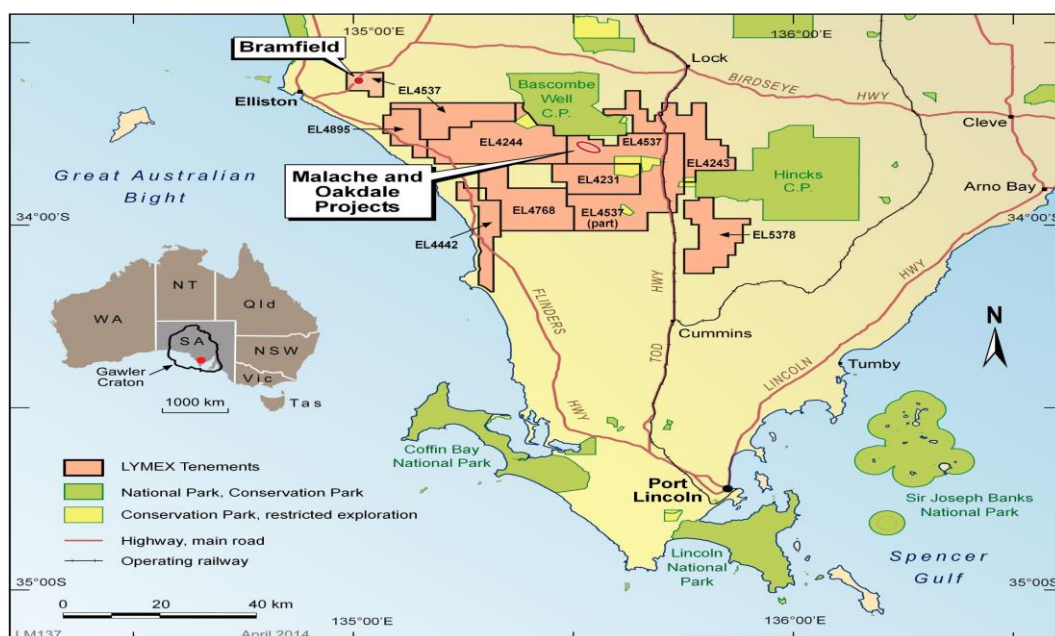 135°00'E
136°00'E
Bramfield
Lock
BIRDSEYE
HWY
EL4537
Elliston
Bascombe
Well
C.P.
Cleve
EL4895
EL4244
EL4537
EL4243
Malache and
Oakdale
Projects
EL4231
Hincks
C.P.
Arno Bay
Great Australian
Bight
34°00'S
34°00'S
EL4768
EL4537
(part)
EL4442
EL5378
HWY
FLINDERS
HWY
TOD
HWY
LINCOLN
Cummins
Tumby
N
NT
Qld
WA
SA
NSW
Gawler
Craton
Vic
Tas
1000 km
Coffin Bay
National Park
Port
Lincoln
Sir Joseph Banks
National Park
Lincoln
National
Park
Spencer
Gulf
LYMEX Tenements
National Park, Conservation Park
Conservation Park, restricted exploration
Highway, main road
Operating railway
35°00'S
35°00'S
0 20 40 km
135°00'E
136°00'E
LM137
April 2014